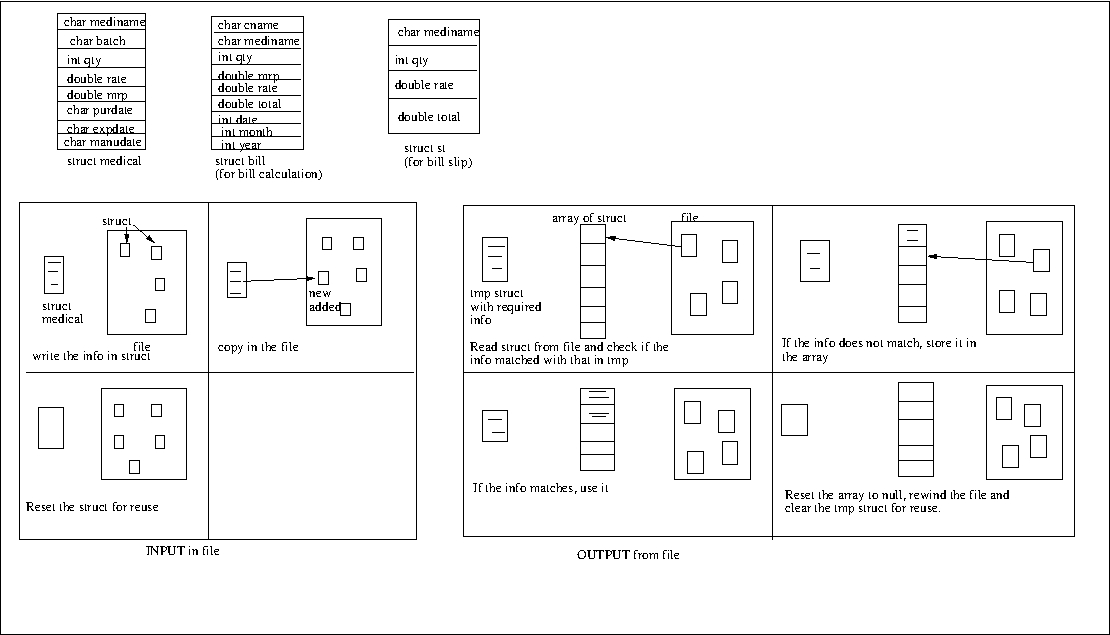 char mediname
char batch
int qty
double rate
double mrp
char purdate
char expdate
char manudate
struct medical
char cname
char mediname
int qty
double mrp
double rate
double total
int date
int month
int year
struct bill
(for bill calculation)
char mediname
int qty
double rate
double total
struct st
(for bill slip)
struct
struct
medical
file
write the info in struct
new
added
copy in the file
Reset the struct for reuse
INPUT in file
array of struct
file
tmp struct
with required
info
Read struct from file and check if the
info matched with that in tmp
If the info does not match, store it in
the array
If the info matches, use it
Reset the array to null, rewind the file and
clear the tmp struct for reuse.
OUTPUT from file